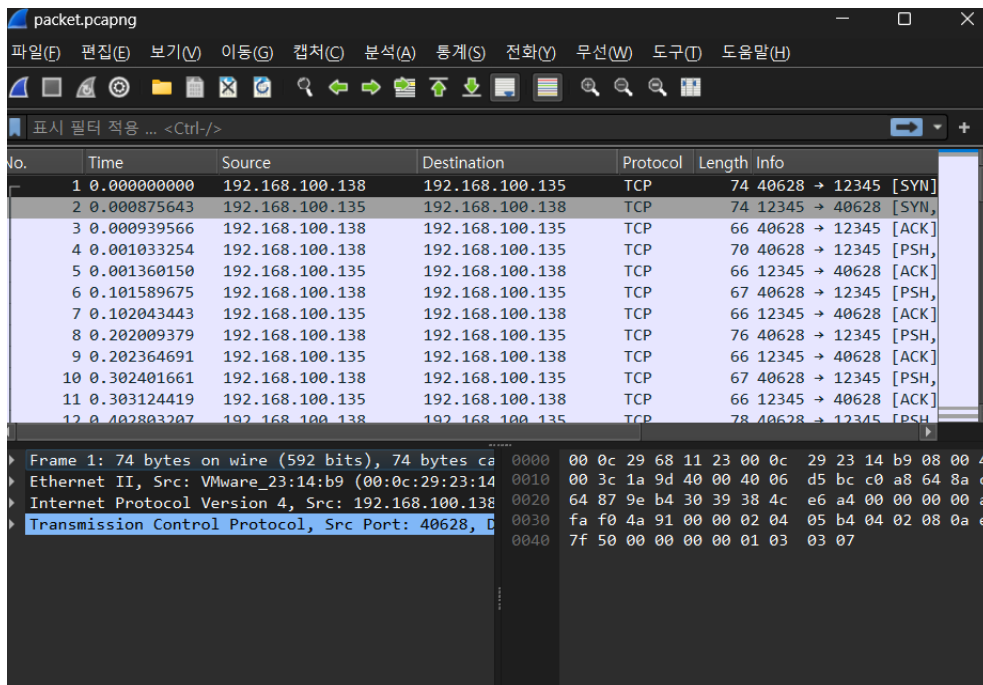 packet.pcapng
파일(F) 편집(E) 보기(V) 이동(G) 캡처(C) 분석(A) 통계(S) 전화(Y) 무선(W) 도구(T) 도움말(H)
표시 필터 적용 ... <Ctrl-/>
No. Time Source Destination Protocol Length Info
1 0.000000000 192.168.100.138 192.168.100.135 TCP 74 40628 → 12345 [SYN]
2 0.000875643 192.168.100.135 192.168.100.138 TCP 74 12345 → 40628 [SYN,
3 0.000939566 192.168.100.138 192.168.100.135 TCP 66 40628 → 12345 [ACK]
4 0.001033254 192.168.100.138 192.168.100.135 TCP 70 40628 → 12345 [PSH,
5 0.001360150 192.168.100.135 192.168.100.138 TCP 66 12345 → 40628 [ACK]
6 0.101589675 192.168.100.138 192.168.100.135 TCP 67 40628 → 12345 [PSH,
7 0.102043443 192.168.100.135 192.168.100.138 TCP 66 12345 → 40628 [ACK]
8 0.202009379 192.168.100.138 192.168.100.135 TCP 76 40628 → 12345 [PSH,
9 0.202364691 192.168.100.135 192.168.100.138 TCP 66 12345 → 40628 [ACK]
10 0.302401661 192.168.100.138 192.168.100.135 TCP 67 40628 → 12345 [PSH,
11 0.303124419 192.168.100.135 192.168.100.138 TCP 66 12345 → 40628 [ACK]
12 0.402803207 192.168.100.138 192.168.100.135 TCP 78 40628 → 12345 [PSH
Frame 1: 74 bytes on wire (592 bits), 74 bytes ca
Ethernet II, Src: VMware_23:14:b9 (00:0c:29:23:14
Internet Protocol Version 4, Src: 192.168.100.138
Transmission Control Protocol, Src Port: 40628, D
0000 00 0c 29 68 11 23 00 0c 29 23 14 b9 08 00 4
0010 00 3c 1a 9d 40 00 40 06 d5 bc c0 a8 64 8a
0020 64 87 9e b4 30 39 38 4c e6 a4 00 00 00 00
0030 fa f0 4a 91 00 00 02 04 05 b4 04 02 08 0a
0040 7f 50 00 00 00 00 01 03 03 07